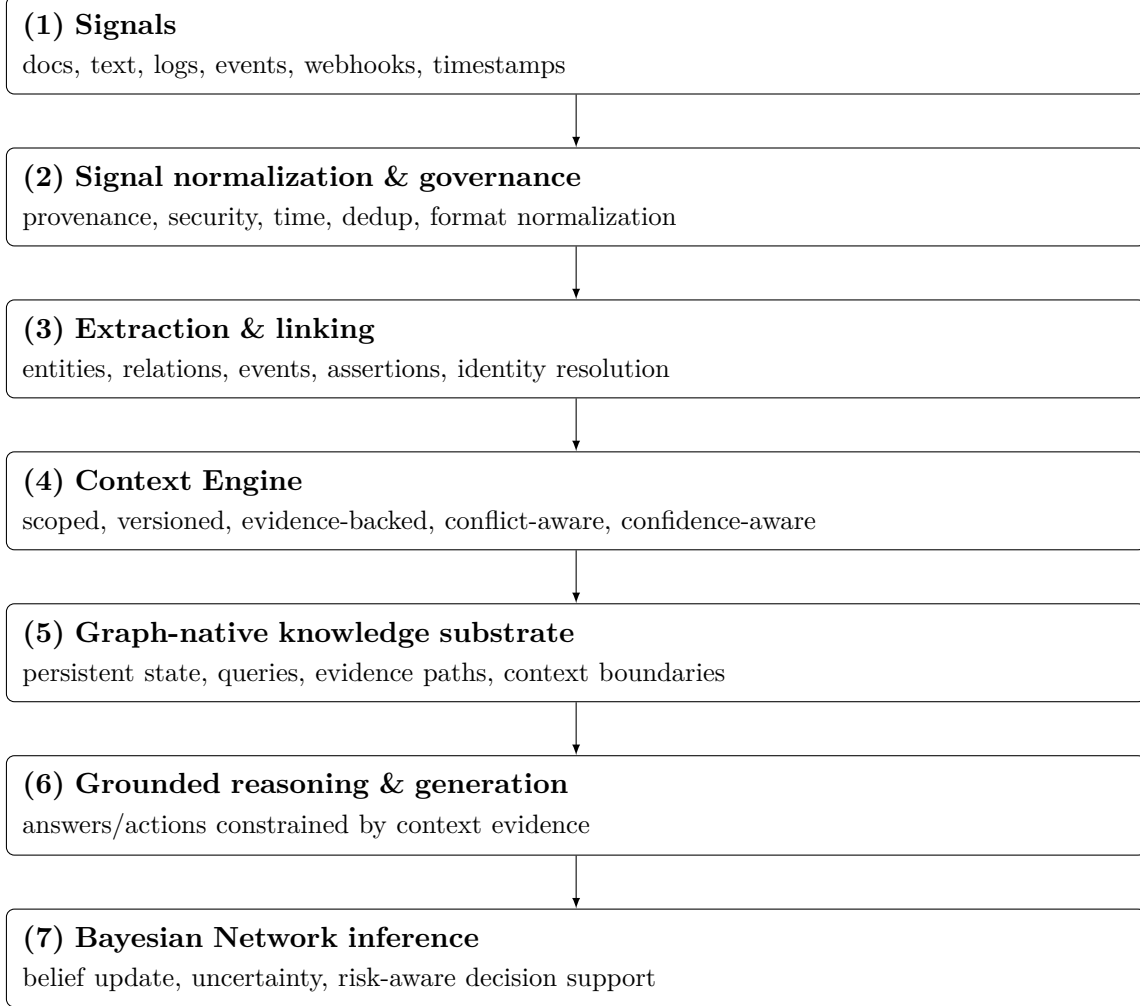 (1) Signals
docs, text, logs, events, webhooks, timestamps
(2) Signal normalization & governance
provenance, security, time, dedup, format normalization
(3) Extraction & linking
entities, relations, events, assertions, identity resolution
(4) Context Engine
scoped, versioned, evidence-backed, conflict-aware, confidence-aware
(5) Graph-native knowledge substrate
persistent state, queries, evidence paths, context boundaries
(6) Grounded reasoning & generation
answers/actions constrained by context evidence
(7) Bayesian Network inference
belief update, uncertainty, risk-aware decision support